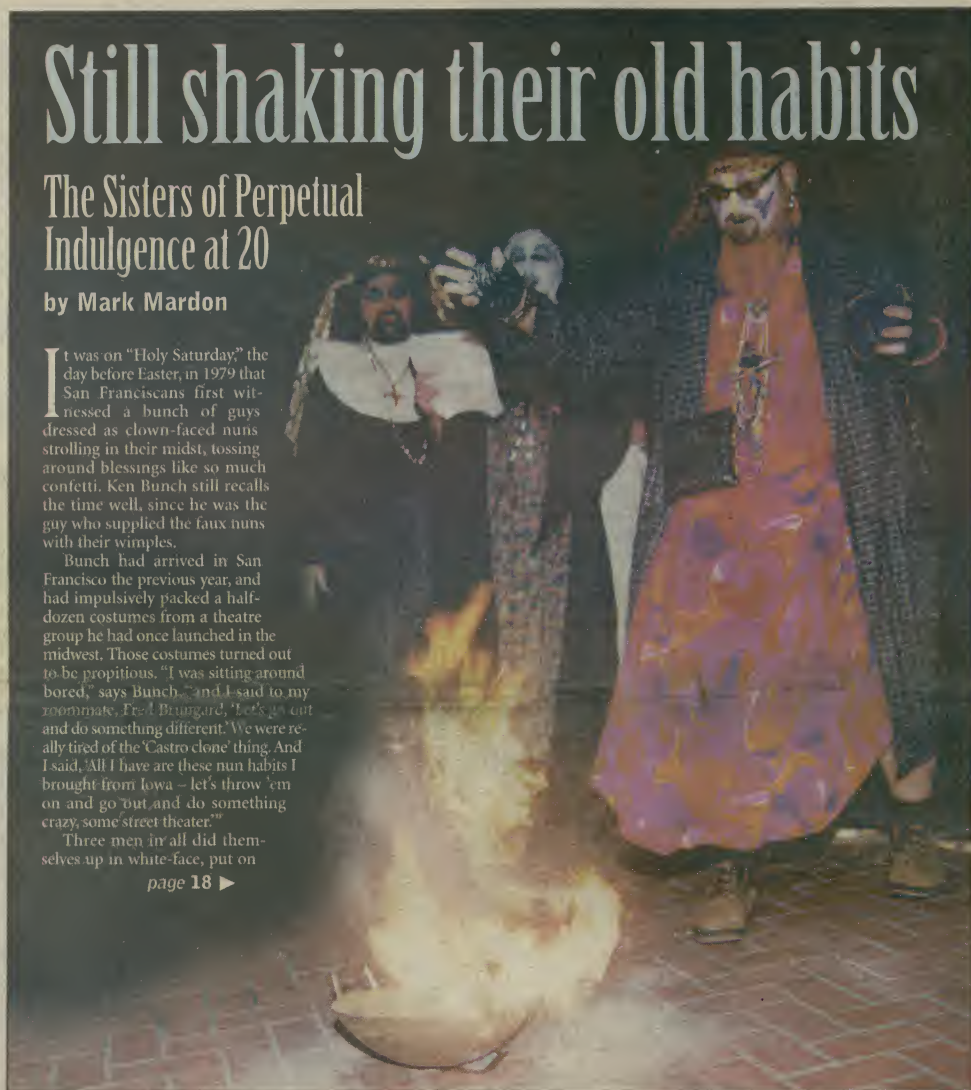 Still shaking their old habits
The Sisters of Perpetual
Indulgence at 20
by Mark Mardon
It was on "Holy Saturday," the
day before Easter, in 1979 that
San Franciscans first wit-
nessed a bunch of guys
dressed as clown-faced nuns
strolling in their midst, tossing
around blessings like so much
confetti. Ken Bunch still recalls
the time well, since he was the
guy who supplied the faux nuns
with their wimples.
Bunch had arrived in San
Francisco the previous year, and
had impulsively packed a half-
dozen costumes from a theatre
group he had once launched in the
midwest. Those costumes turned out
to be propitious. "I was sitting around
bored," says Bunch, "and I said to my
roommate, Fred Brungard, 'Let's go out
and do something different.' We were re-
ally tired of the 'Castro clone' thing. And
I said, 'All I have are these nun habits I
brought from Iowa – let's throw 'em
on and go out and do something
crazy, some street theater.'"
Three men in all did them-
selves up in white-face, put on
page 18 ►